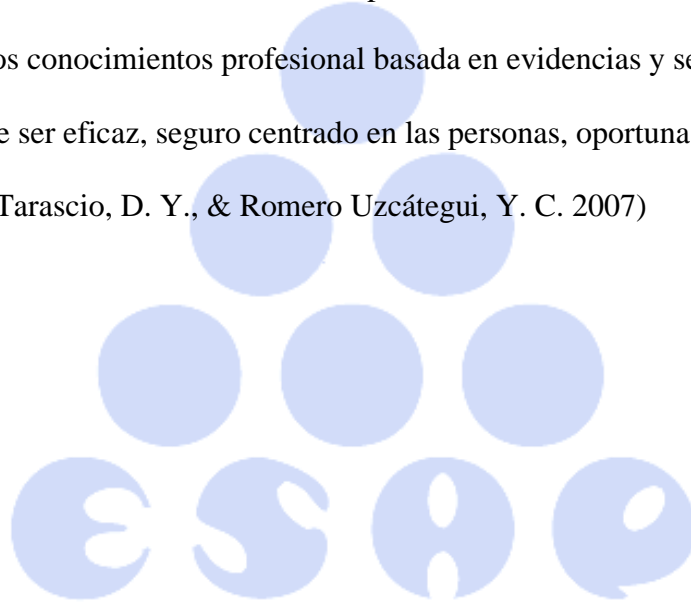 os conocimientos profesional basada en evidencias y se
e ser eficaz, seguro centrado en las personas, oportuna
Tarascio, D. Y., & Romero Uzcátegui, Y. C. 2007)
ESAP